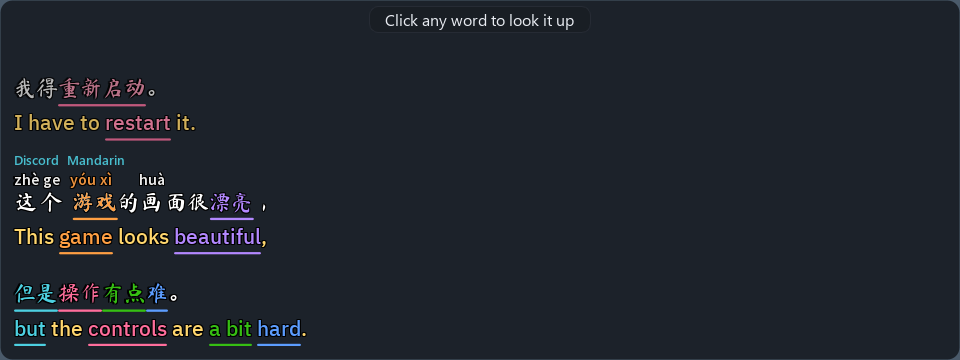 Click any word to look it up
我得重新启动。
I have to restart it.
Discord Mandarin
zhè ge yóu xì huà
这个 游戏的画面很漂亮，
This game looks beautiful,
但是操作有点难。
but the controls are a bit hard.